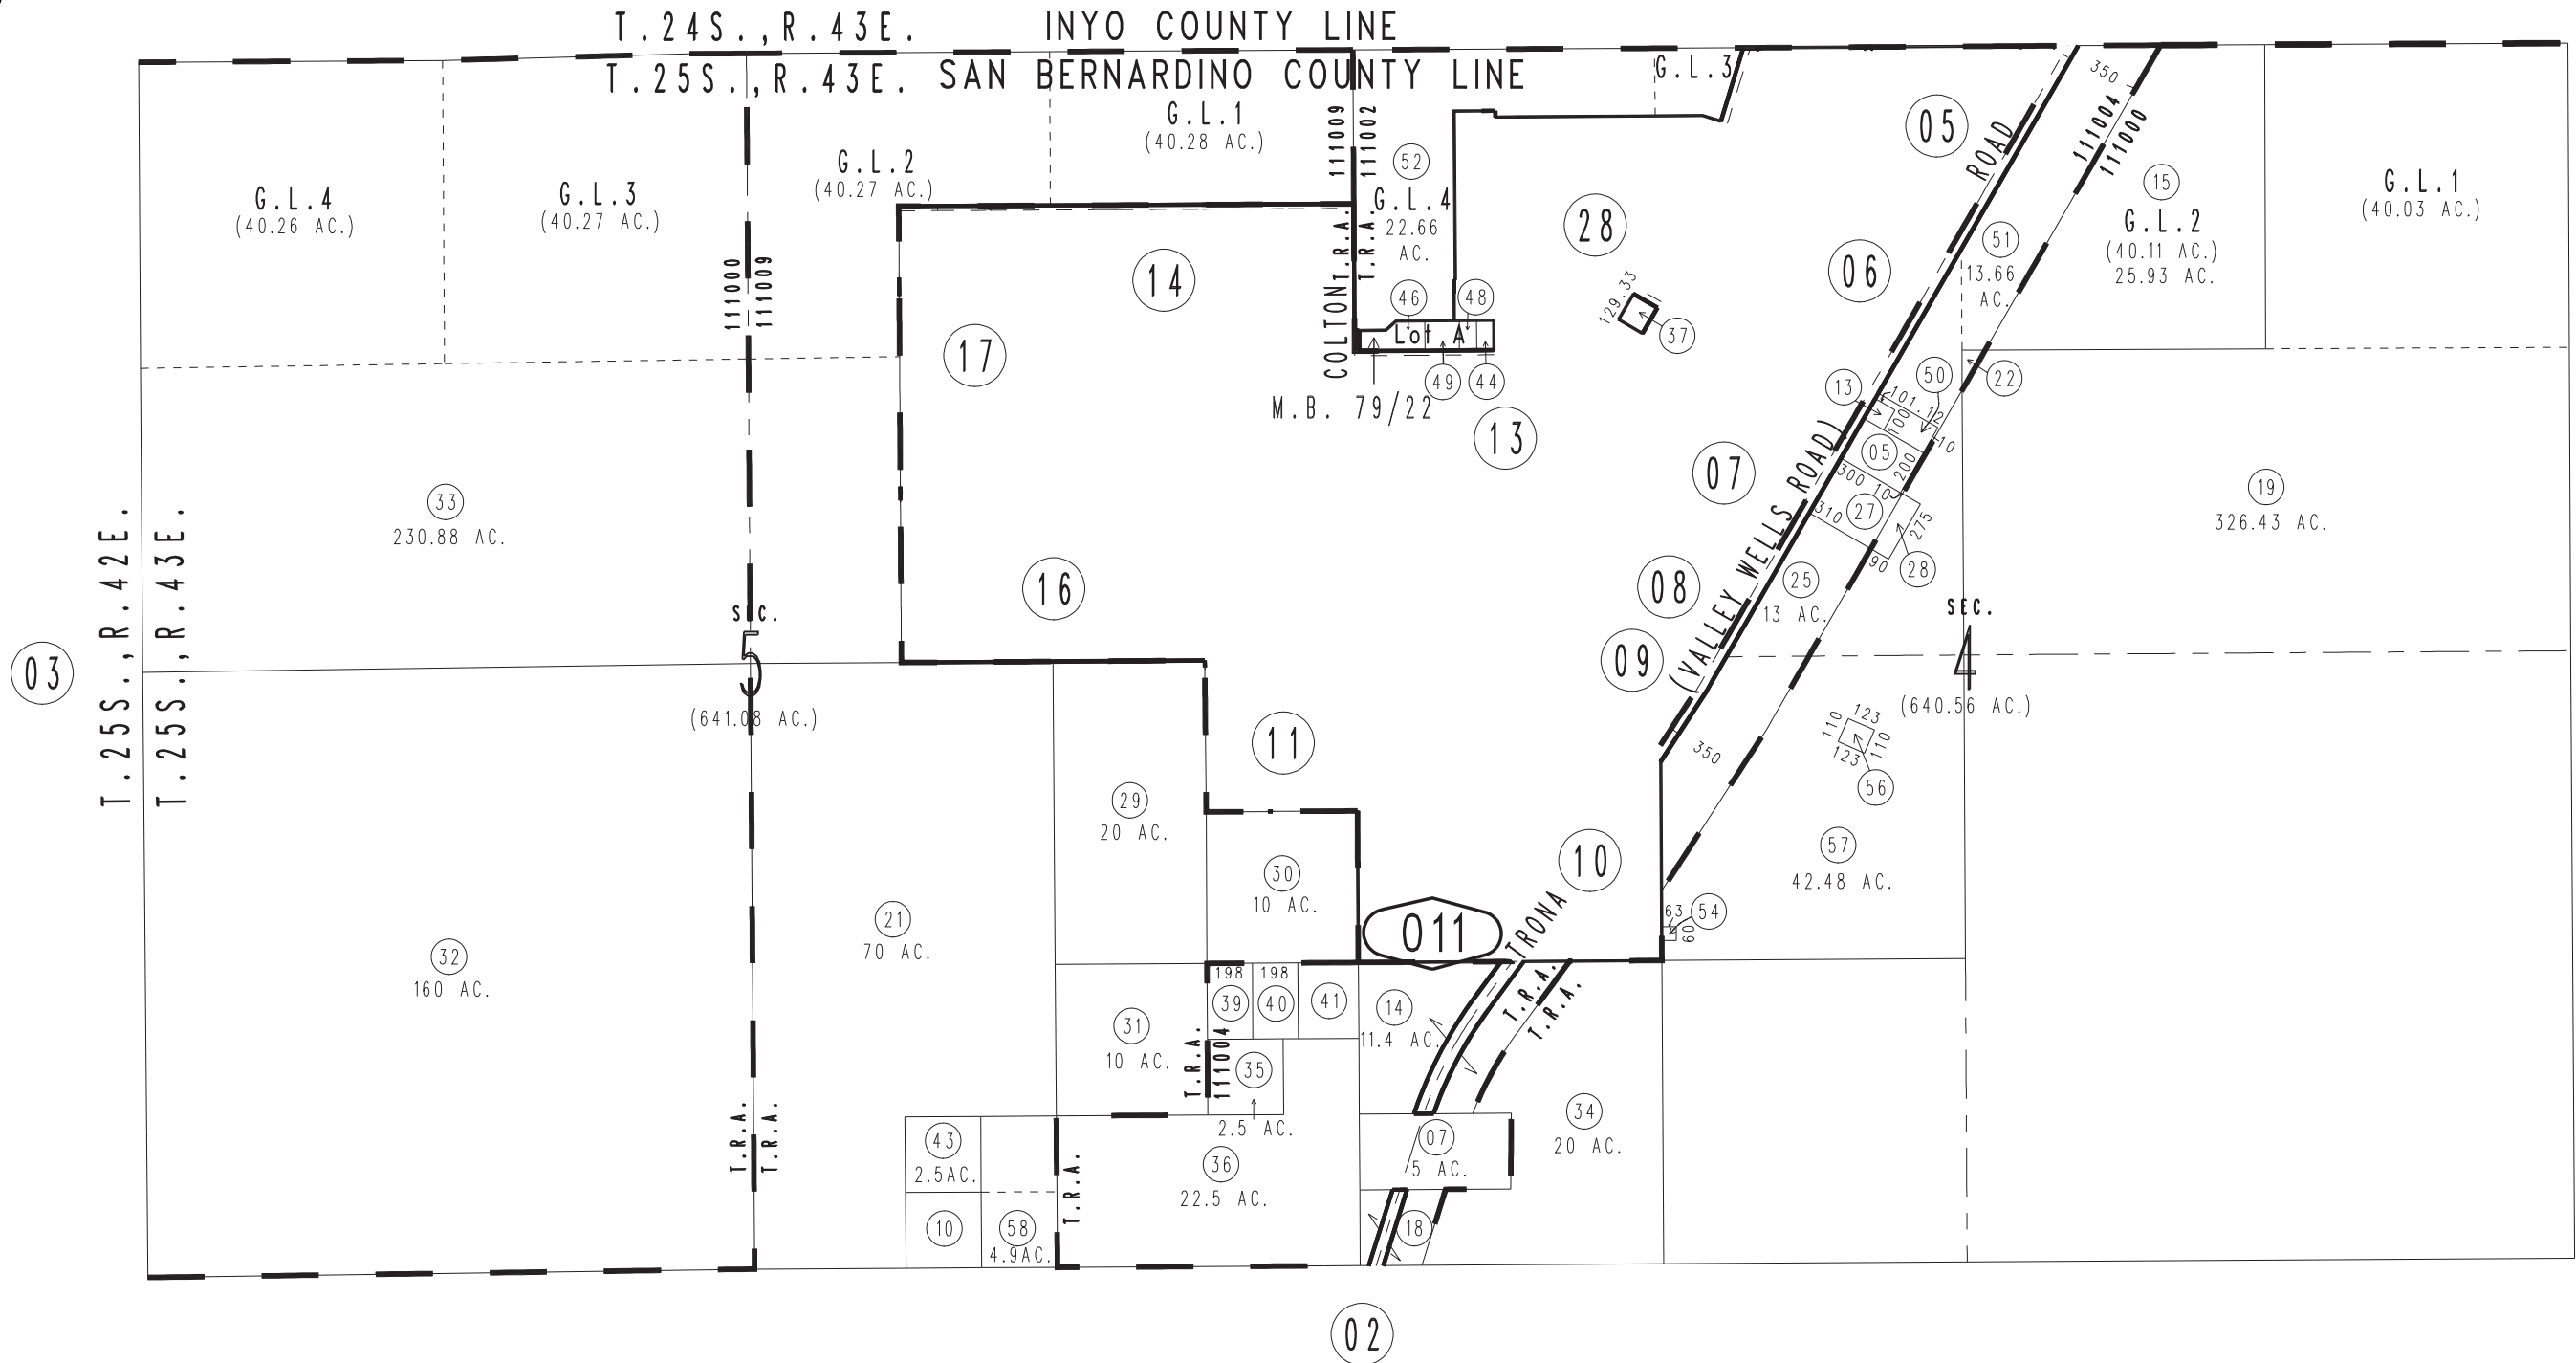 T.24S.,R.43E. INYO COUNTY LINE
T.25S.,R.43E. SAN BERNARDINO COUNTY LINE
G.L.4
(40.26 AC.)
G.L.3
(40.27 AC.)
G.L.2
(40.27 AC.)
G.L.1
(40.28 AC.)
111000
111009
111009
111002
T.R.A.
T.R.A.
COLTON
52
G.L.4
22.66
AC.
G.L.3
28
05
ROAD
350
111004
111000
15
G.L.2
(40.11 AC.)
25.93 AC.
G.L.1
(40.03 AC.)
51
13.66
AC.
06
14
17
46
48
Lot A
49
44
M.B. 79/22
129.33
37
13
50
22
13
101.12
100
10
05
200
300
10
27
310
275
90
28
07
(VALLEY WELLS ROAD)
19
326.43 AC.
33
230.88 AC.
16
08
25
13 AC.
09
SEC.
5
(641.08 AC.)
SEC.
4
(640.56 AC.)
T.25S.,R.42E.
T.25S.,R.43E.
03
11
350
123
110
110
123
56
29
20 AC.
30
10 AC.
10
57
42.48 AC.
63
54
60
011
TRONA
21
70 AC.
32
160 AC.
198
198
39
40
41
14
11.4 AC.
T.R.A.
T.R.A.
31
10 AC.
T.R.A.
111004
35
2.5 AC.
T.R.A.
T.R.A.
43
2.5AC.
T.R.A.
36
22.5 AC.
07
5 AC.
34
20 AC.
10
58
4.9AC.
18
02